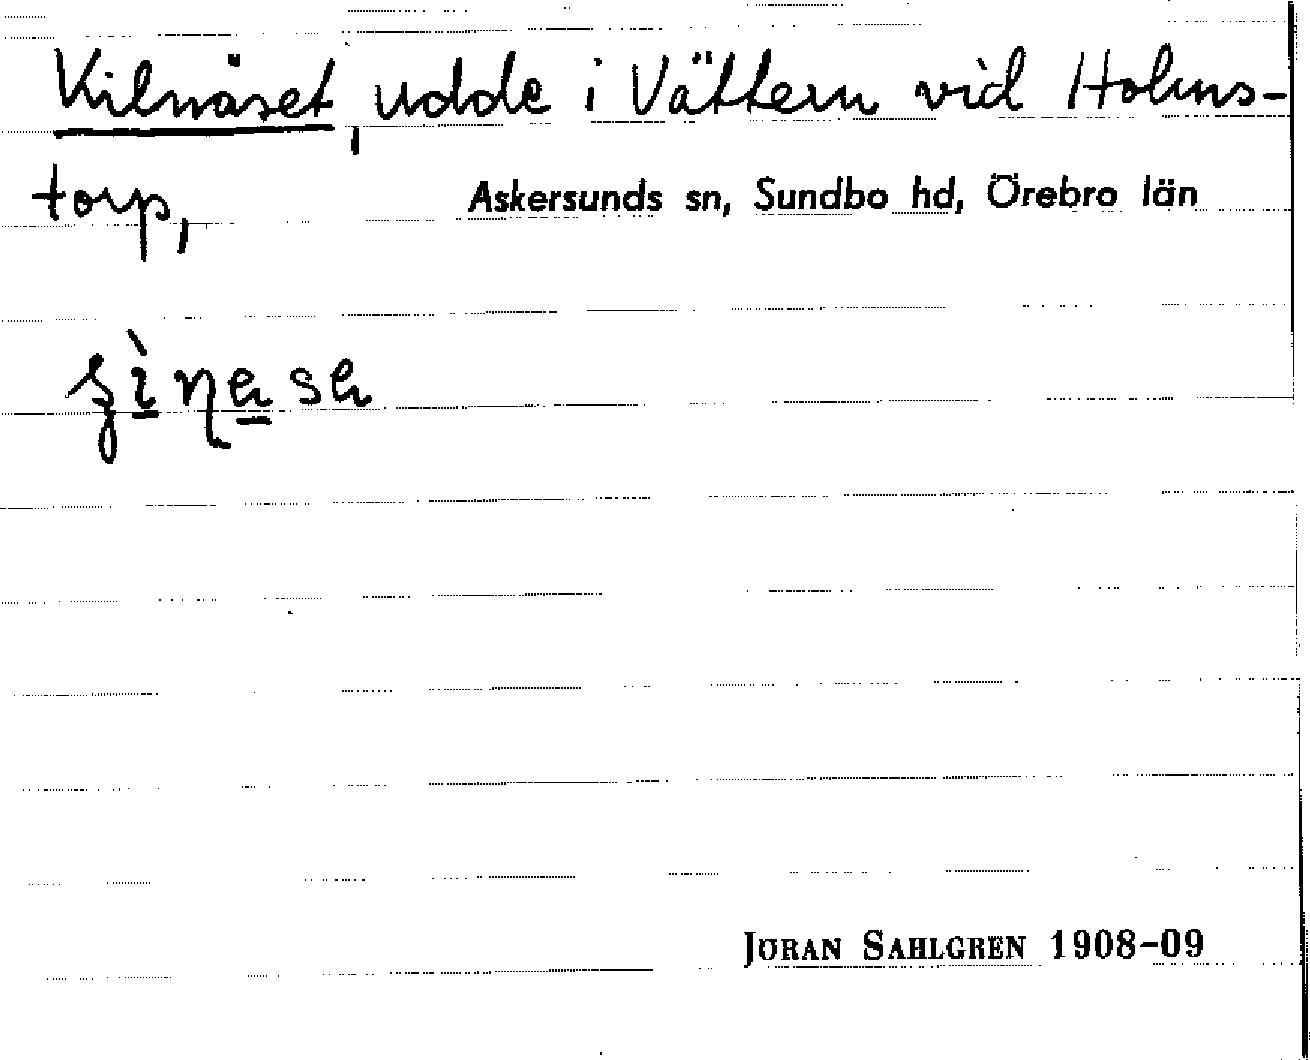 Kilnäset, udde i Vättern vid Holms-
torp, Askersunds sn, Sundbo hd, Örebro län
JÖRAN SAHLGREN 1908-09